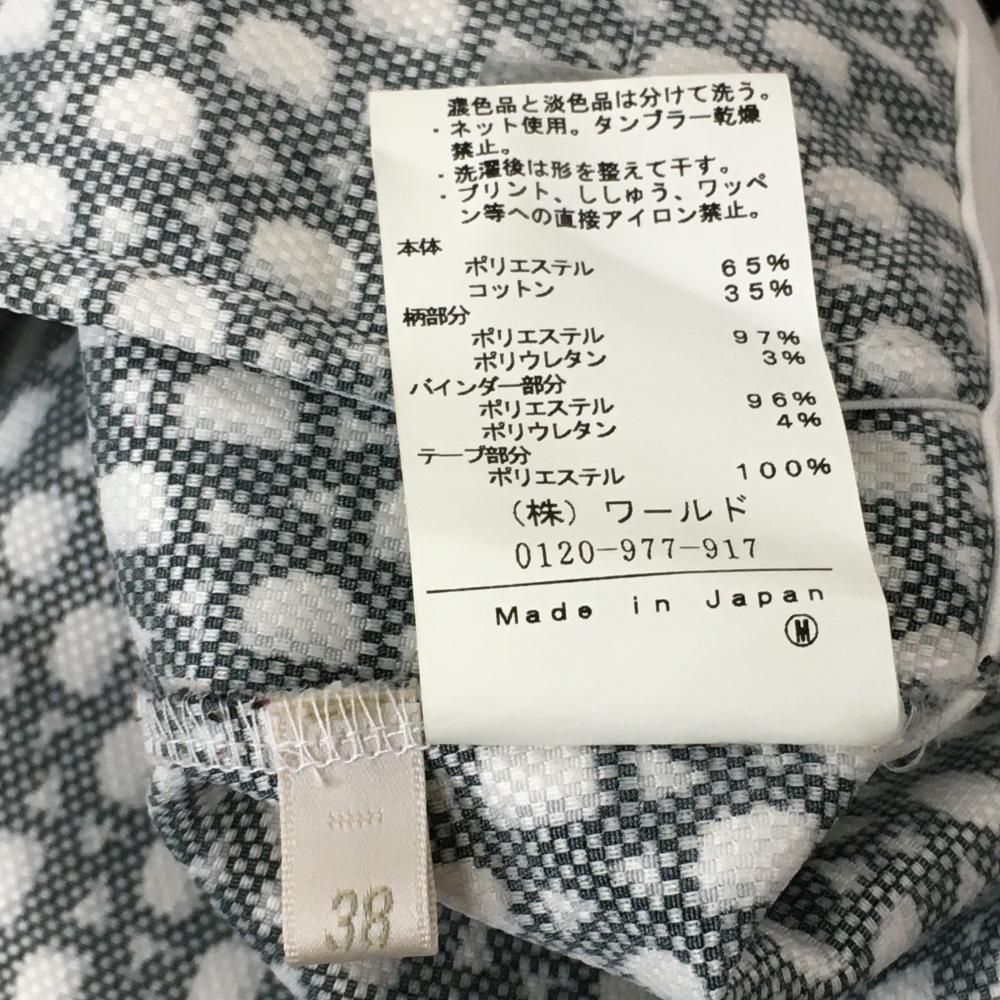 濃色品と淡色品は分けて洗う。
・ネット使用。タンブラー乾燥
禁止。
・洗濯後は形を整えて干す。
・プリント、ししゅう、ワッペ
ン等への直接アイロン禁止。
本体
ポリエステル 65%
コットン 35%
柄部分
ポリエステル 97%
ポリウレタン 3%
バインダー部分
ポリエステル 96%
ポリウレタン 4%
テープ部分
ポリエステル 100%
(株) ワールド
0120-977-917
Made in Japan
Ⓜ
38